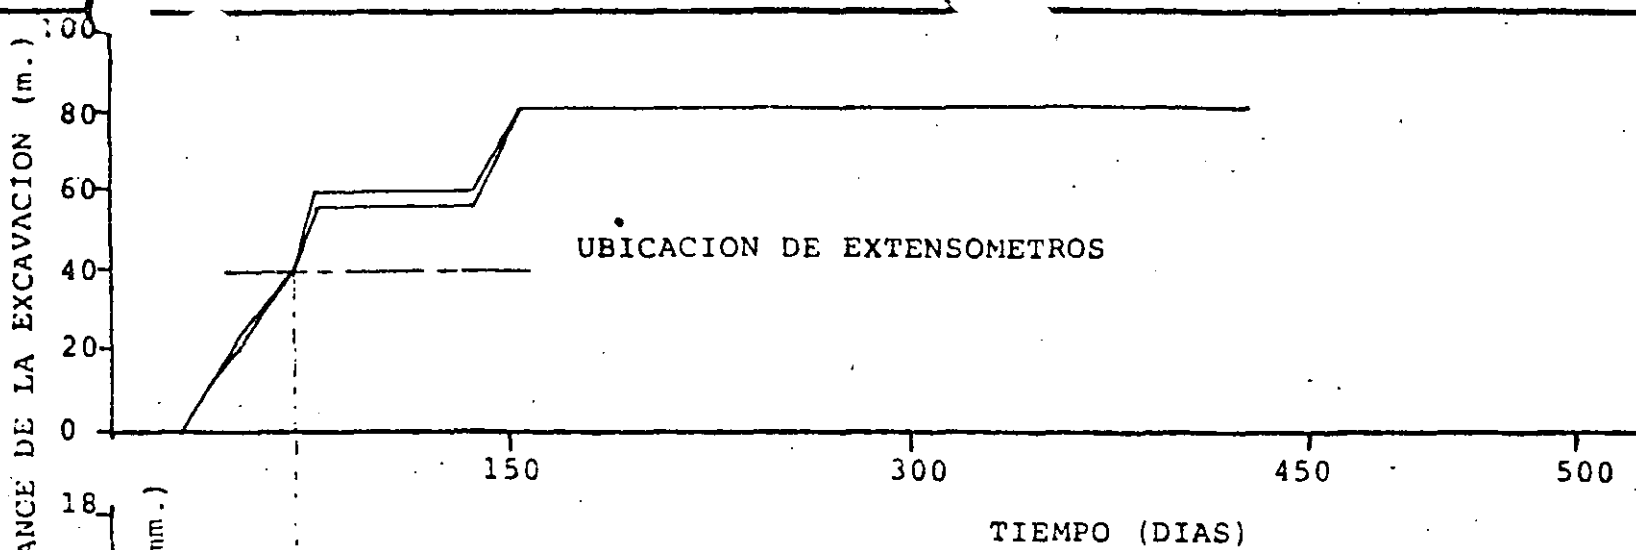 100
80
60
40
20
0
ANCE DE LA EXCAVACION (m.)
UBICACION DE EXTENSOMETROS
150 300 450 500
TIEMPO (DIAS)
18
mm.)